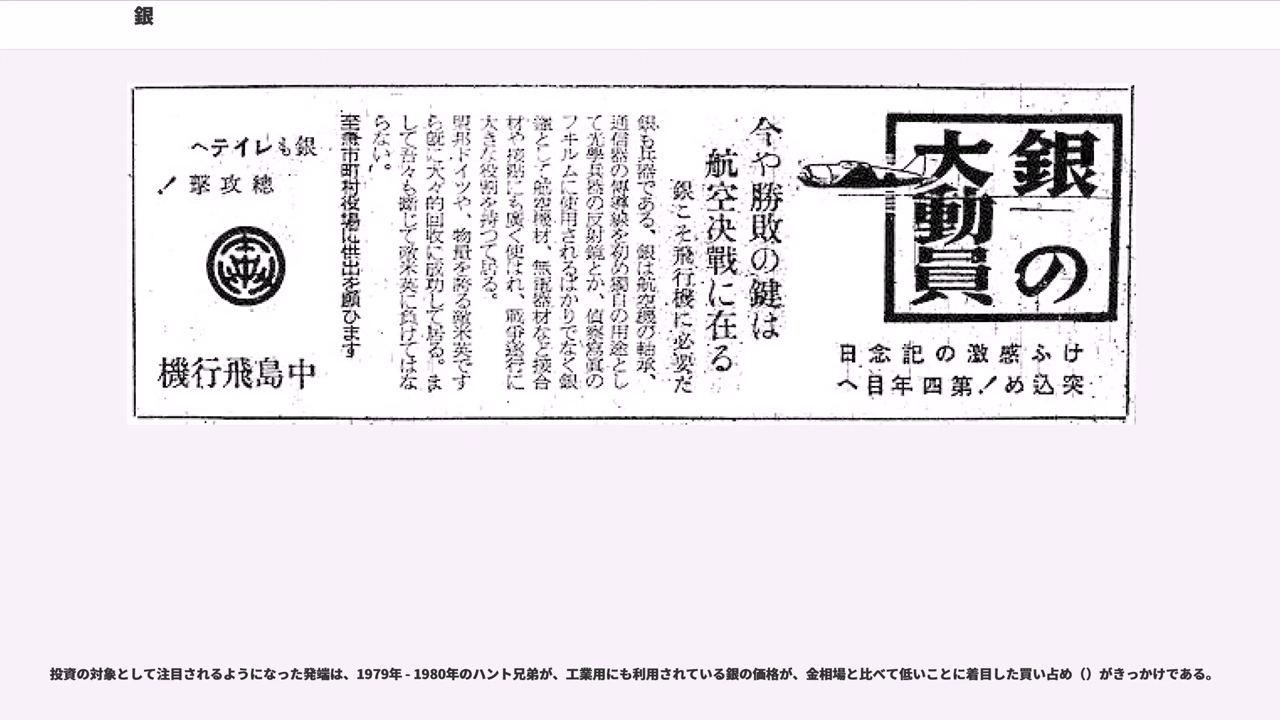 銀
銀の
大動員
けふ感激の記念日
突込め!第四年目へ
今や勝敗の鍵は
航空決戰に在る
銀こそ飛行機に必要だ
銀も兵器である、銀は航空機の軸承、
通信器の傳導線を初め獨自の用途とし
て光學兵器の反射鏡とか、偵察寫眞の
フイルムに使用されるばかりでなく銀
鑞として航空機材、無電器材など接合
材や接點にも廣く使はれ、戰爭遂行に
大きな役割を持つて居る。
盟邦ドイツや、物量を誇る敵米英です
ら既に大々的回收に成功して居る。ま
して吾々も斷じて敵米英に負けてはな
らない。
至急市町村役場に供出を願ひます
銀もレイテへ
總攻擊!
中島飛行機
投資の対象として注目されるようになった発端は、1979年 - 1980年のハント兄弟が、工業用にも利用されている銀の価格が、金相場と比べて低いことに着目した買い占め（）がきっかけである。